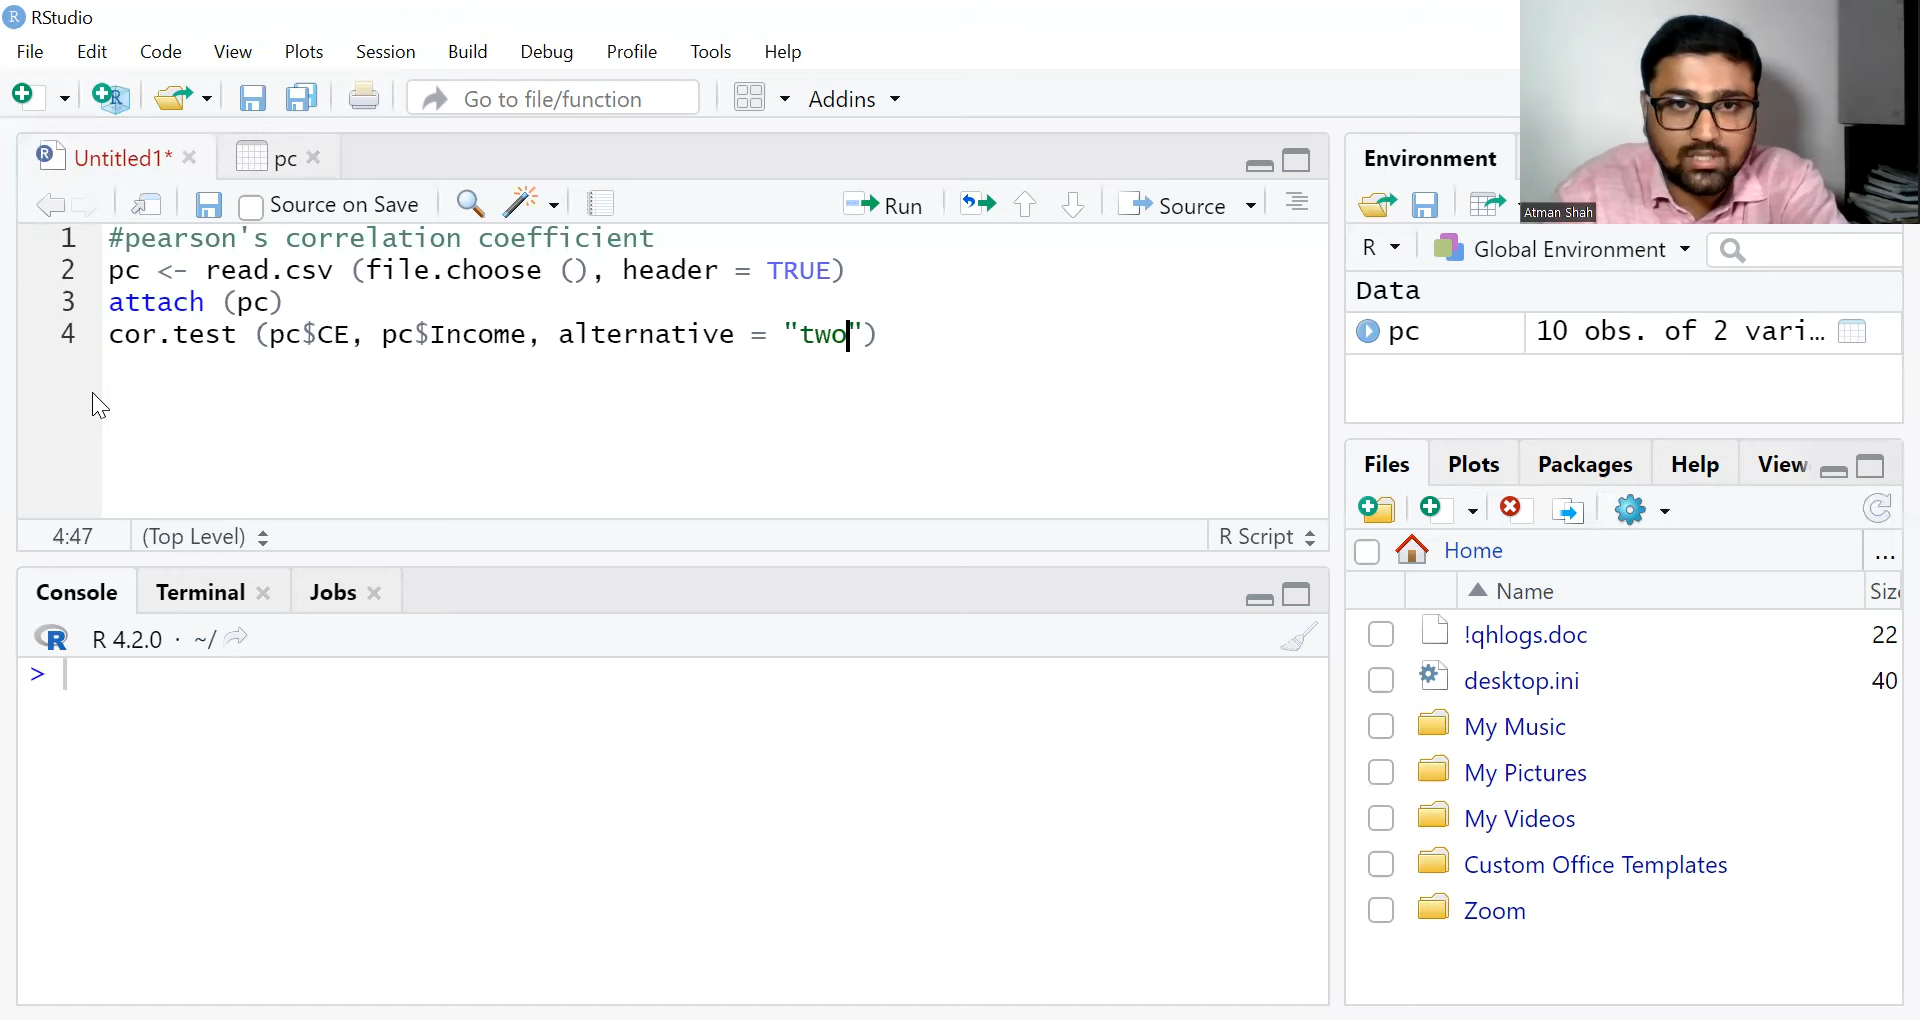 RStudio
File Edit Code View Plots Session Build Debug Profile Tools Help
Go to file/function Addins
Untitled1* pc
Source on Save Run Source
1 #pearson's correlation coefficient
2 pc <- read.csv (file.choose (), header = TRUE)
3 attach (pc)
4 cor.test (pc$CE, pc$Income, alternative = "two")
4:47 (Top Level) R Script
Console Terminal Jobs
R 4.2.0 · ~/
>
Atman Shah
Environment
R Global Environment
Data
pc 10 obs. of 2 vari…
Files Plots Packages Help View
Home ...
Name Siz
!qhlogs.doc 22
desktop.ini 40
My Music
My Pictures
My Videos
Custom Office Templates
Zoom